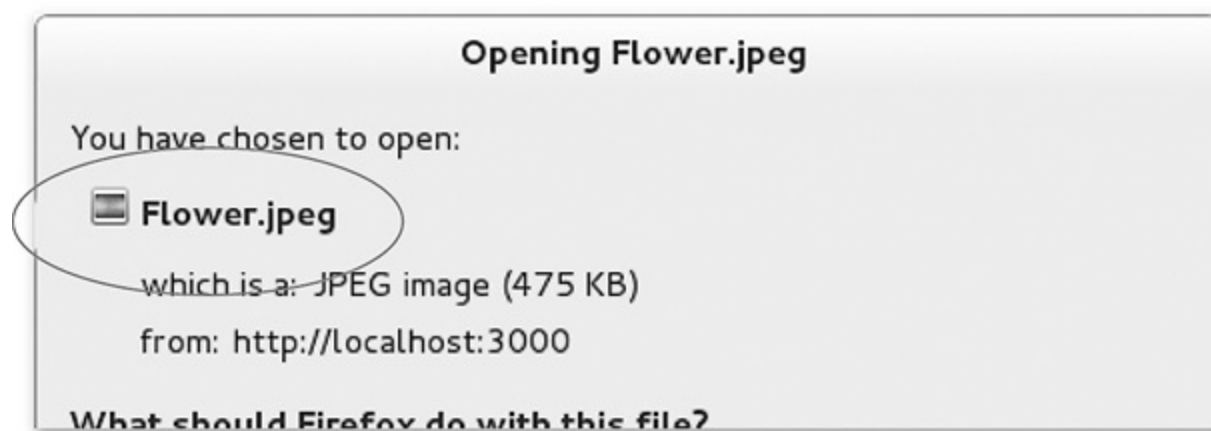 Opening Flower.jpeg
You have chosen to open:
Flower.jpeg
which is a: JPEG image (475 KB)
from: http://localhost:3000
What should Firefox do with this file?